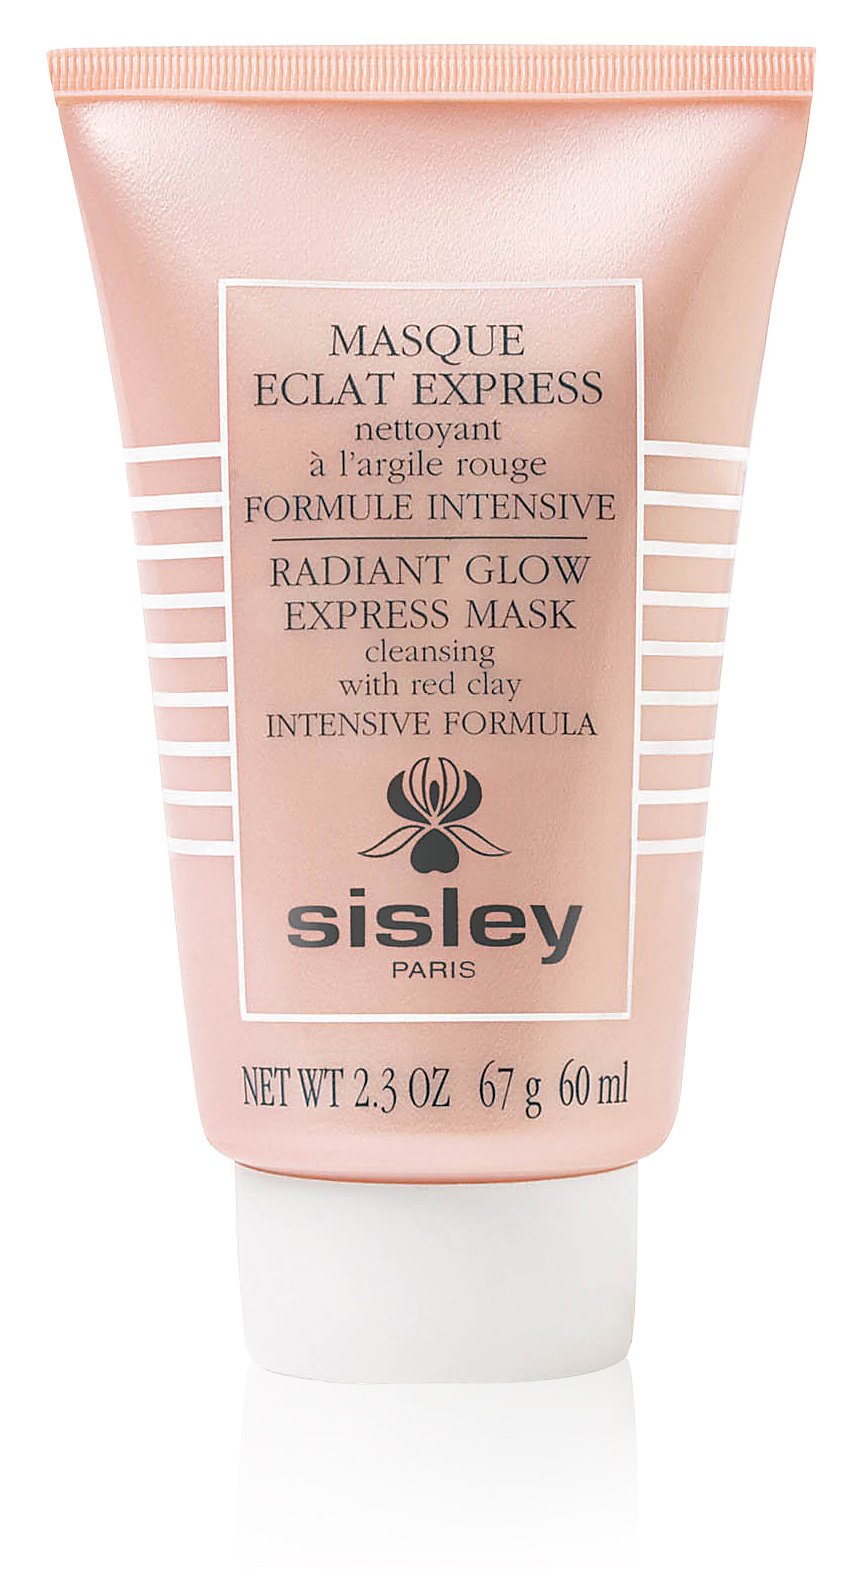 MASQUE
ECLAT EXPRESS
nettoyant
à l'argile rouge
FORMULE INTENSIVE
RADIANT GLOW
EXPRESS MASK
cleansing
with red clay
INTENSIVE FORMULA
sisley
PARIS
NET WT 2.3 OZ 67 g 60 ml